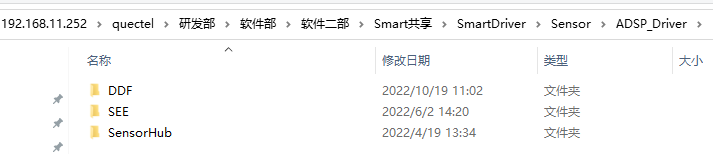 192.168.11.252 > quectel > 研发部 > 软件部 > 软件二部 > Smart共享 > SmartDriver > Sensor > ADSP_Driver >
名称 修改日期 类型 大小
DDF 2022/10/19 11:02 文件夹
SEE 2022/6/2 14:20 文件夹
SensorHub 2022/4/19 13:34 文件夹